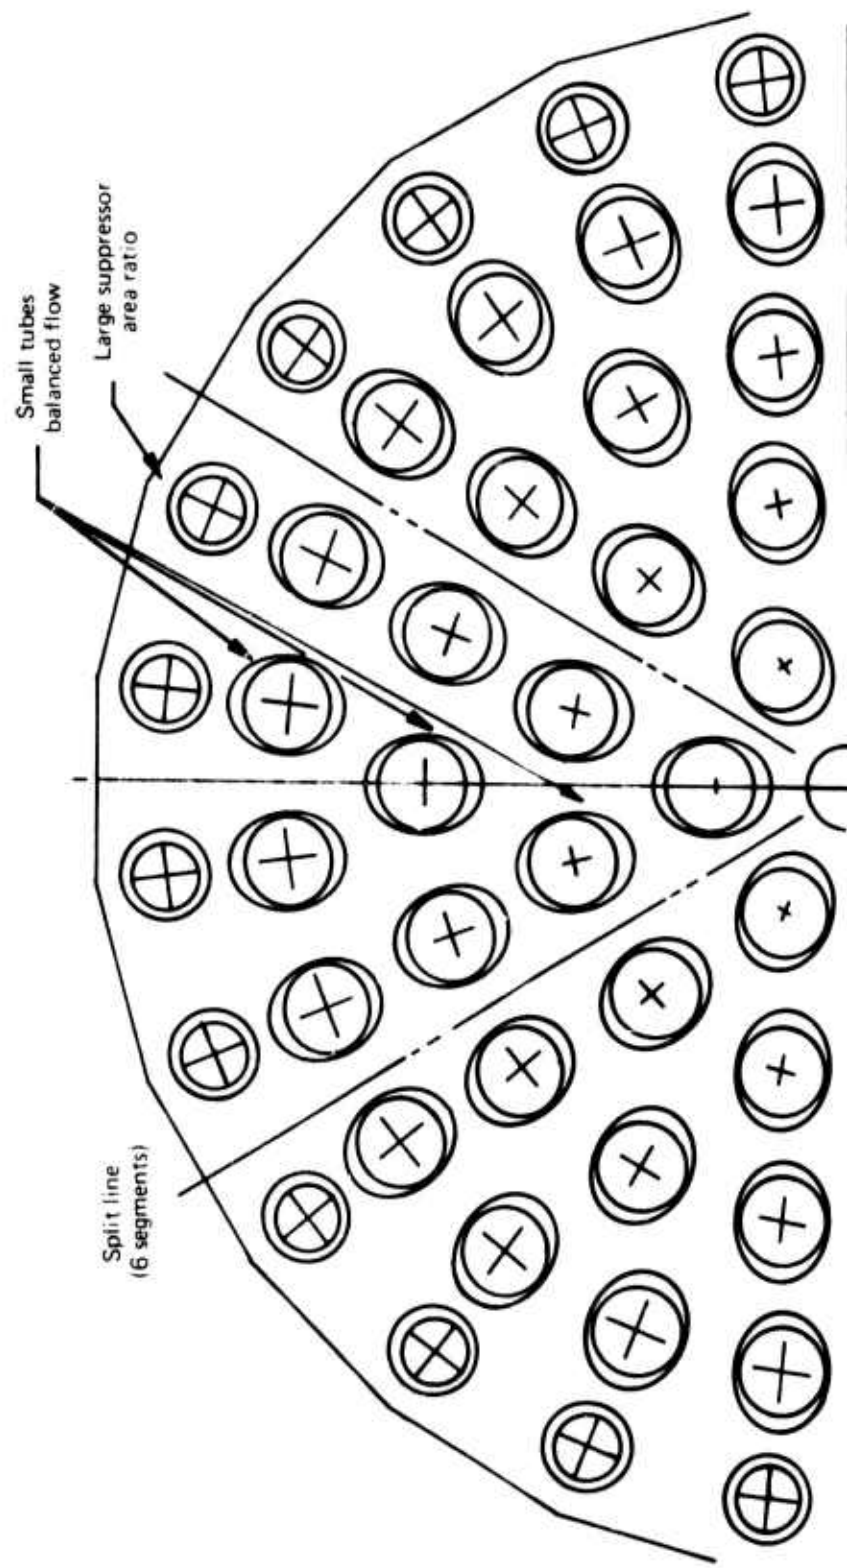 Small tubes
balanced flow
Large suppressor
area ratio
Split line
(6 segments)